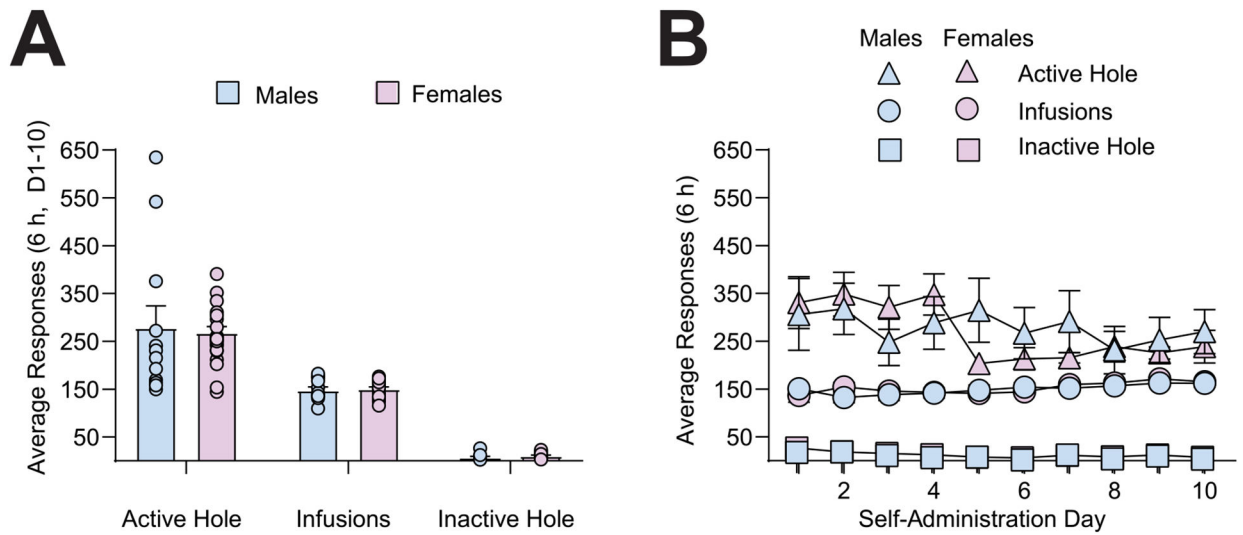 A
Males Females
Average Responses (6 h, D1-10)
650
550
450
350
250
150
50
Active Hole Infusions Inactive Hole
B
Males Females
Active Hole
Infusions
Inactive Hole
Average Responses (6 h)
650
550
450
350
250
150
50
2 4 6 8 10
Self-Administration Day